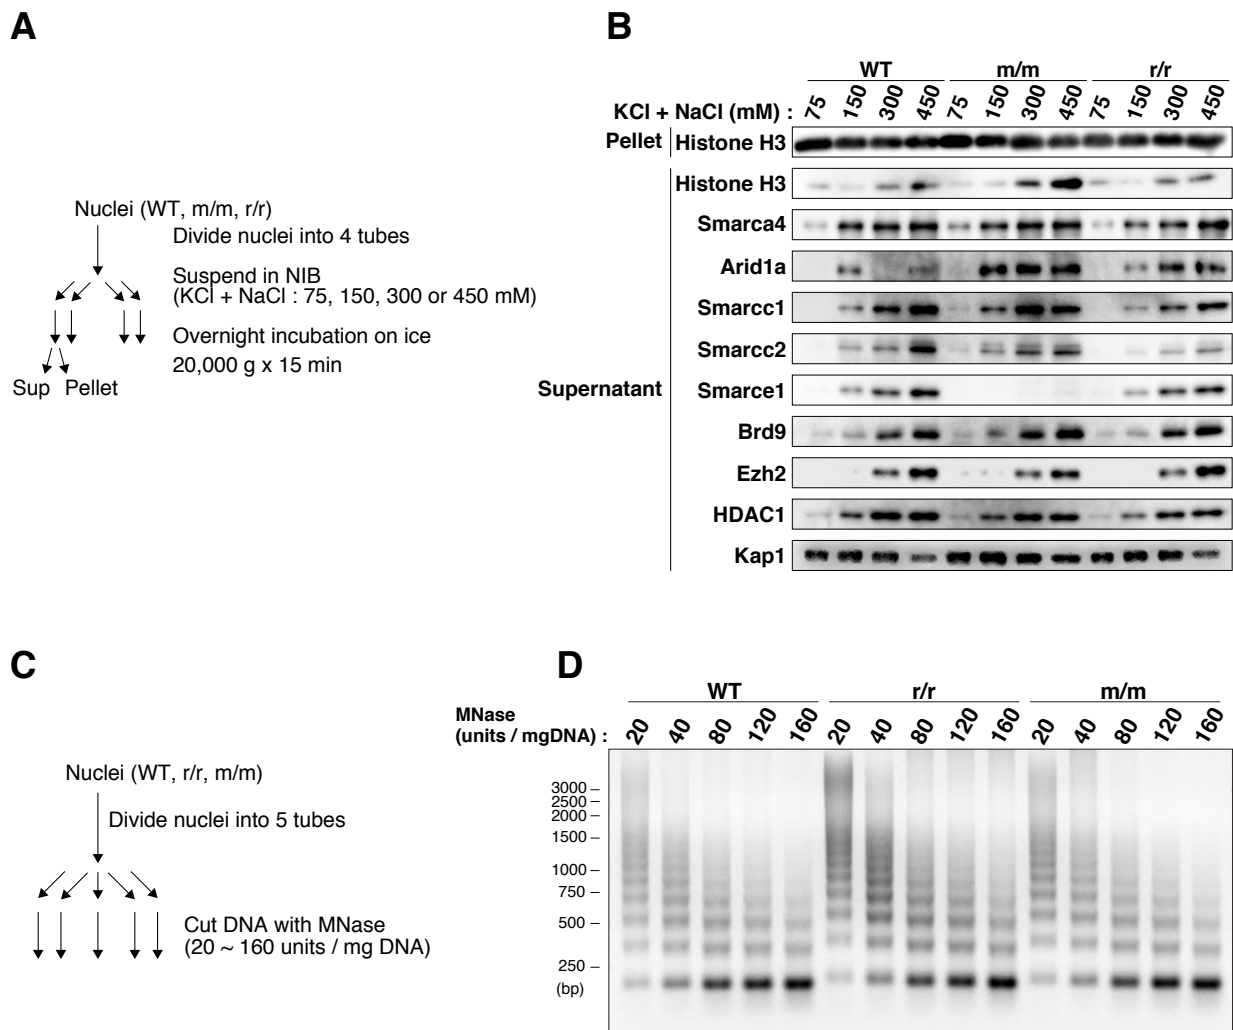 A
Nuclei (WT, m/m, r/r)
Divide nuclei into 4 tubes
Suspend in NIB
(KCl + NaCl : 75, 150, 300 or 450 mM)
Overnight incubation on ice
20,000 g x 15 min
Sup Pellet
B
WT m/m r/r
KCl + NaCl (mM) : 75 150 300 450 75 150 300 450 75 150 300 450
Pellet Histone H3
Supernatant
Histone H3
Smarca4
Arid1a
Smarcc1
Smarcc2
Smarce1
Brd9
Ezh2
HDAC1
Kap1
C
Nuclei (WT, r/r, m/m)
Divide nuclei into 5 tubes
Cut DNA with MNase
(20 ~ 160 units / mg DNA)
D
WT r/r m/m
MNase
(units / mgDNA) : 20 40 80 120 160 20 40 80 120 160 20 40 80 120 160
3000
2500
2000
1500
1000
750
500
250
(bp)